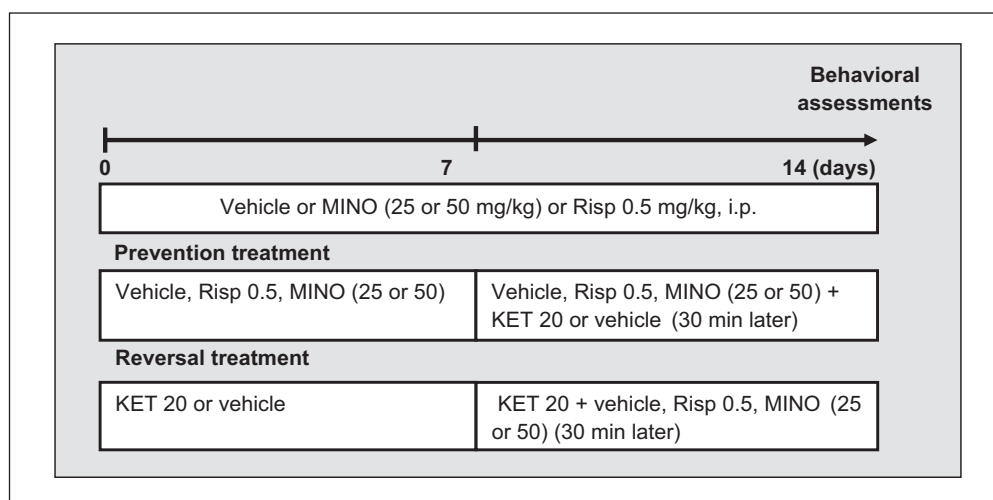 Behavioral
assessments
0 7 14 (days)
Vehicle or MINO (25 or 50 mg/kg) or Risp 0.5 mg/kg, i.p.
Prevention treatment
Vehicle, Risp 0.5, MINO (25 or 50)
Vehicle, Risp 0.5, MINO (25 or 50) +
KET 20 or vehicle (30 min later)
Reversal treatment
KET 20 or vehicle
KET 20 + vehicle, Risp 0.5, MINO (25
or 50) (30 min later)